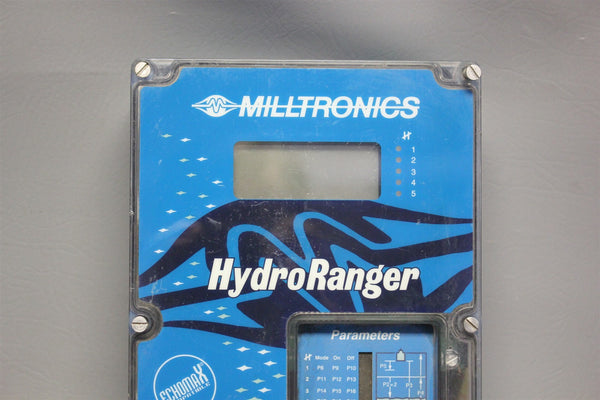 MILLTRONICS
1
2
3
4
5
HydroRanger
Parameters
Mode On Off
1 P8 P9 P10
2 P11 P12 P13
3 P14 P15 P16
ECHOMAX